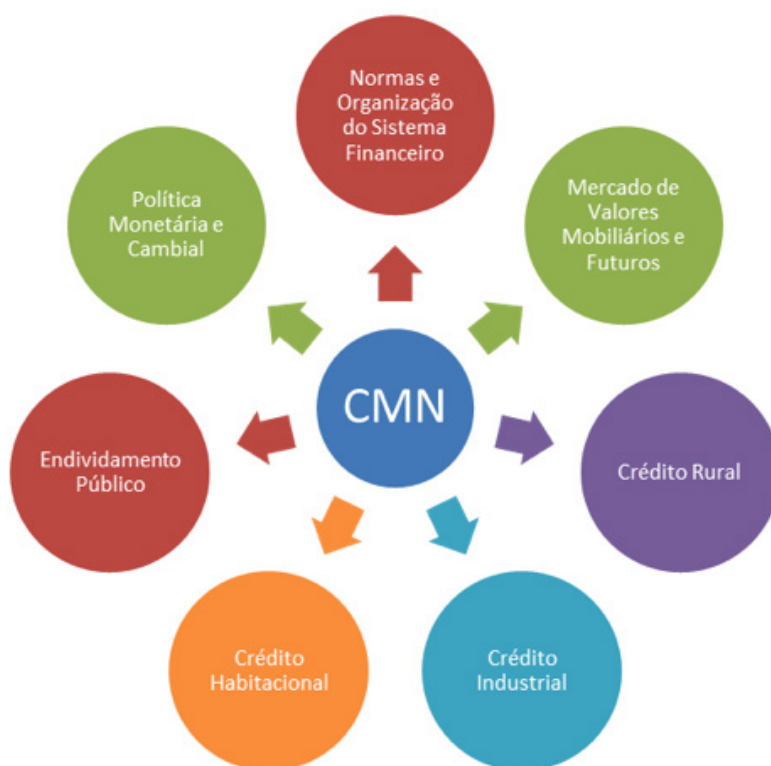 Normas e
Organização
do Sistema
Financeiro
Política
Monetária e
Cambial
Mercado de
Valores
Mobiliários e
Futuros
CMN
Endividamento
Público
Crédito Rural
Crédito
Habitacional
Crédito
Industrial